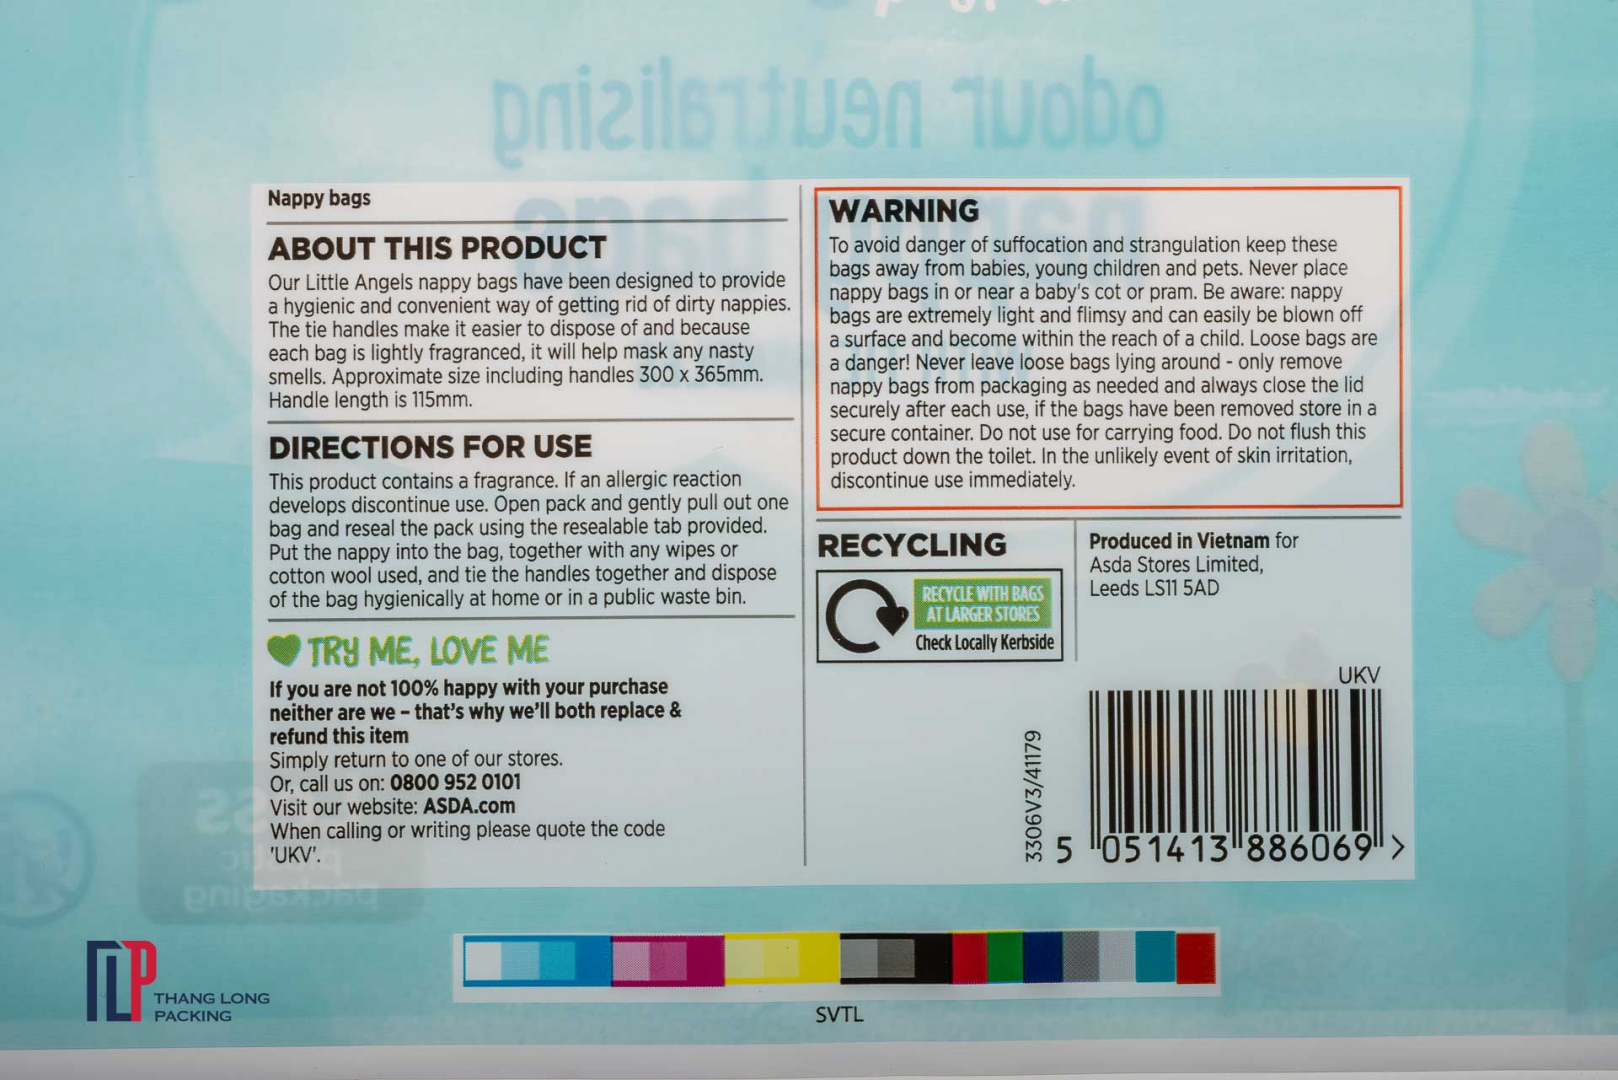 odour neutralising
nappy bags
Nappy bags
ABOUT THIS PRODUCT
Our Little Angels nappy bags have been designed to provide
a hygienic and convenient way of getting rid of dirty nappies.
The tie handles make it easier to dispose of and because
each bag is lightly fragranced, it will help mask any nasty
smells. Approximate size including handles 300 x 365mm.
Handle length is 115mm.
DIRECTIONS FOR USE
This product contains a fragrance. If an allergic reaction
develops discontinue use. Open pack and gently pull out one
bag and reseal the pack using the resealable tab provided.
Put the nappy into the bag, together with any wipes or
cotton wool used, and tie the handles together and dispose
of the bag hygienically at home or in a public waste bin.
TRY ME, LOVE ME
If you are not 100% happy with your purchase
neither are we – that's why we'll both replace &
refund this item
Simply return to one of our stores.
Or, call us on: 0800 952 0101
Visit our website: ASDA.com
When calling or writing please quote the code
'UKV'.
WARNING
To avoid danger of suffocation and strangulation keep these
bags away from babies, young children and pets. Never place
nappy bags in or near a baby's cot or pram. Be aware: nappy
bags are extremely light and flimsy and can easily be blown off
a surface and become within the reach of a child. Loose bags are
a danger! Never leave loose bags lying around - only remove
nappy bags from packaging as needed and always close the lid
securely after each use, if the bags have been removed store in a
secure container. Do not use for carrying food. Do not flush this
product down the toilet. In the unlikely event of skin irritation,
discontinue use immediately.
RECYCLING
RECYCLE WITH BAGS
AT LARGER STORES
Check Locally Kerbside
Produced in Vietnam for
Asda Stores Limited,
Leeds LS11 5AD
UKV
3306V3/41179
5 051413 886069 >
plastic
packaging
THANG LONG
PACKING
SVTL